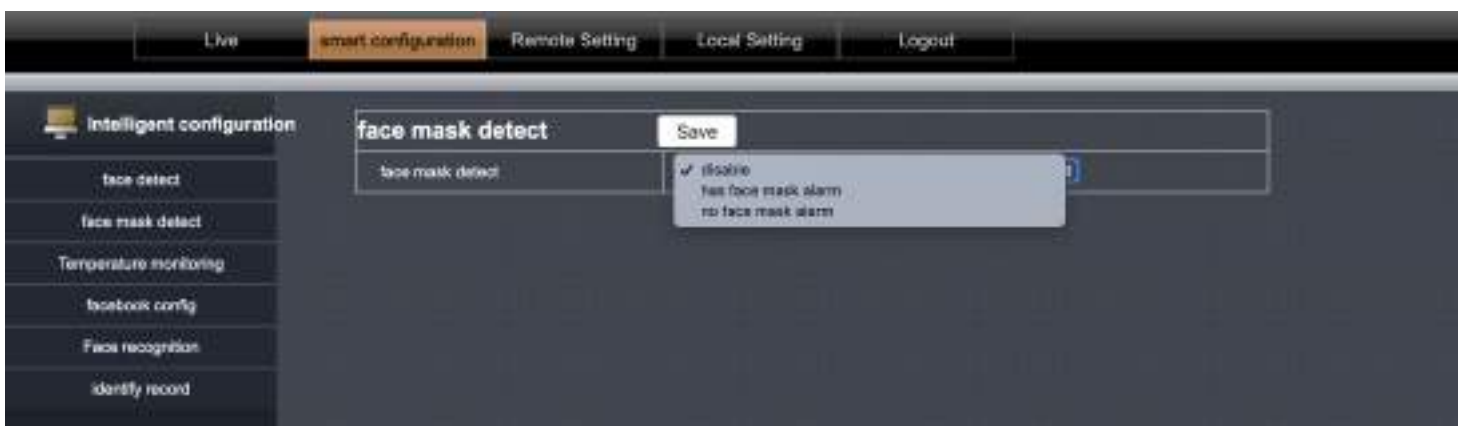 Live smart configuration Remote Setting Local Setting Logout
Intelligent configuration
face detect
face mask detect
Temperature monitoring
facebook config
Face recognition
identify record
face mask detect Save
face mask detect
✓ disable
has face mask alarm
no face mask alarm